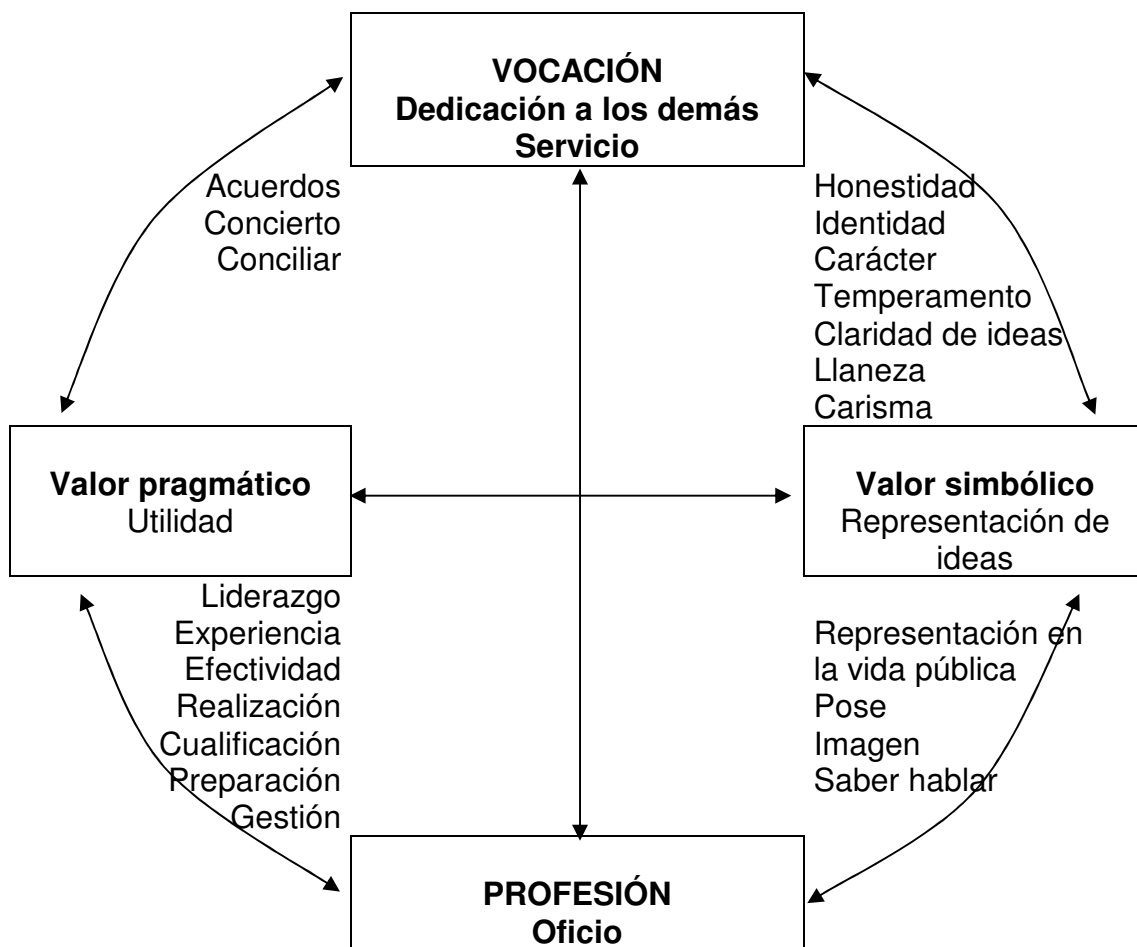 VOCACIÓN
Dedicación a los demás
Servicio
Acuerdos
Concierto
Conciliar
Honestidad
Identidad
Carácter
Temperamento
Claridad de ideas
Llaneza
Carisma
Valor pragmático
Utilidad
Valor simbólico
Representación de
ideas
Liderazgo
Experiencia
Efectividad
Realización
Cualificación
Preparación
Gestión
Representación en
la vida pública
Pose
Imagen
Saber hablar
PROFESIÓN
Oficio